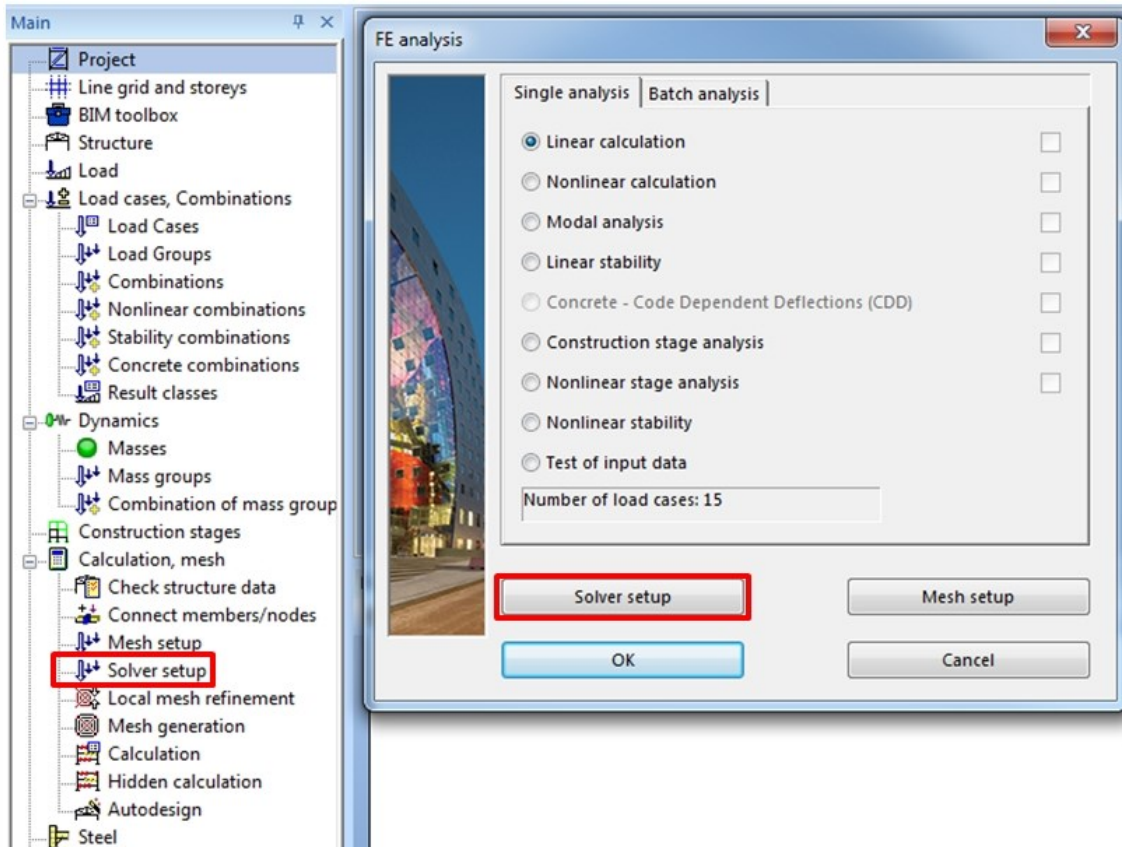 Main
Project
Line grid and storeys
BIM toolbox
Structure
Load
Load cases, Combinations
Load Cases
Load Groups
Combinations
Nonlinear combinations
Stability combinations
Concrete combinations
Result classes
Dynamics
Masses
Mass groups
Combination of mass group
Construction stages
Calculation, mesh
Check structure data
Connect members/nodes
Mesh setup
Solver setup
Local mesh refinement
Mesh generation
Calculation
Hidden calculation
Autodesign
Steel
FE analysis
Single analysis Batch analysis
Linear calculation
Nonlinear calculation
Modal analysis
Linear stability
Concrete - Code Dependent Deflections (CDD)
Construction stage analysis
Nonlinear stage analysis
Nonlinear stability
Test of input data
Number of load cases: 15
Solver setup Mesh setup
OK Cancel